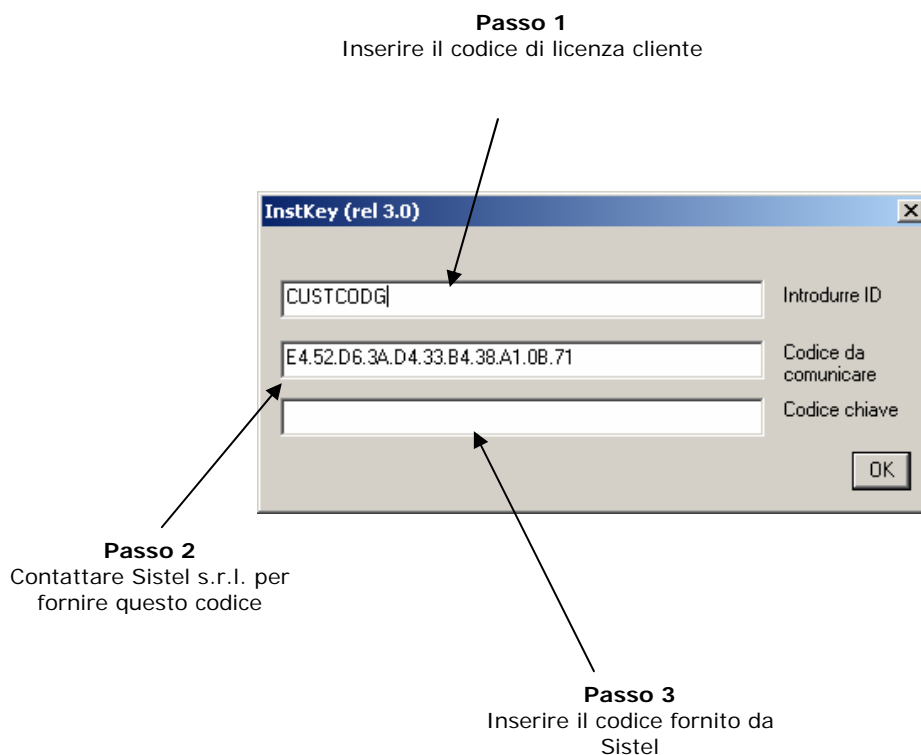 Passo 1
Inserire il codice di licenza cliente
InstKey (rel 3.0)
CUSTCODG
Introdurre ID
E4.52.D6.3A.D4.33.B4.38.A1.0B.71
Codice da
comunicare
Codice chiave
OK
Passo 2
Contattare Sistel s.r.l. per
fornire questo codice
Passo 3
Inserire il codice fornito da
Sistel